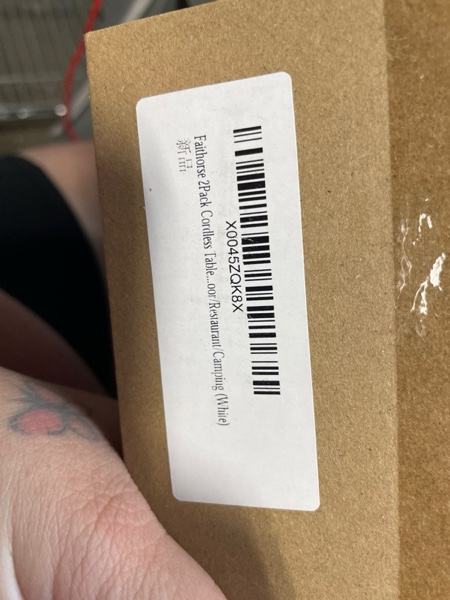 X0045ZQK8X
Faithorse 2Pack Cordless Table...oor/Restaurant/Camping (White)
新品